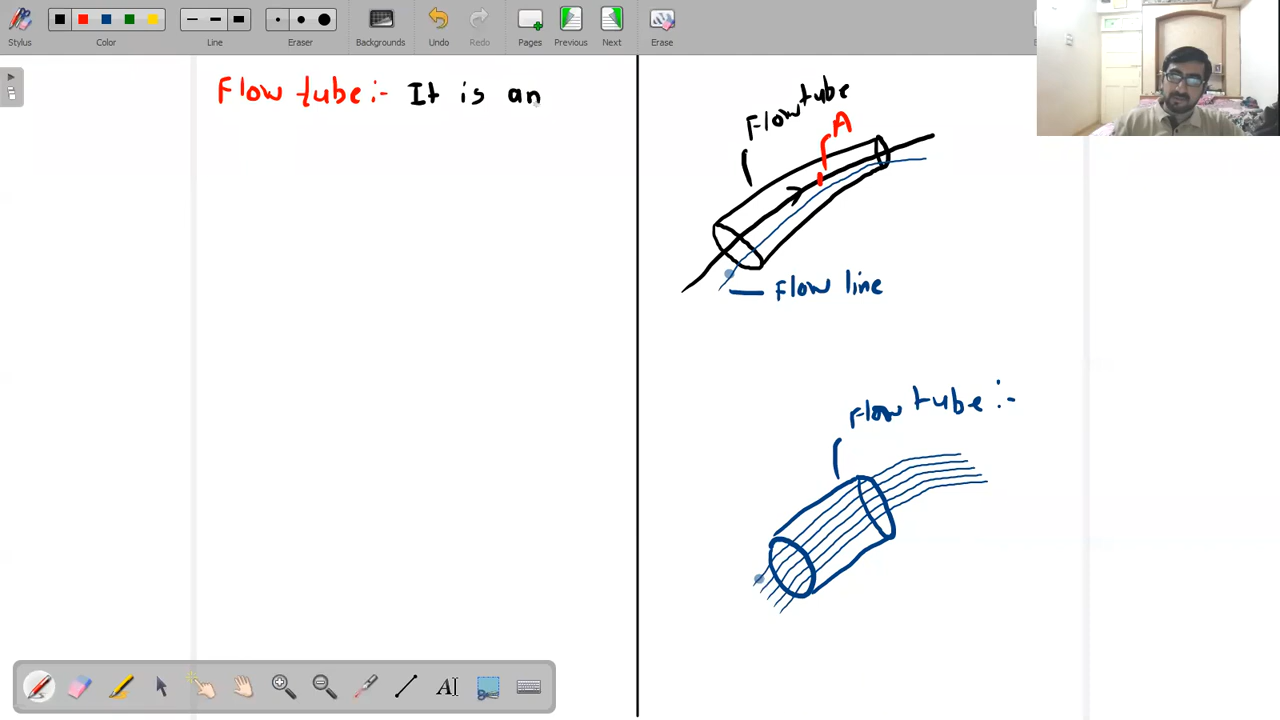 Stylus
Color
Line
Eraser
Backgrounds
Undo
Redo
Pages
Previous
Next
Erase
Flow tube :- It is an
Flow tube
A
Flow line
Flow tube :-